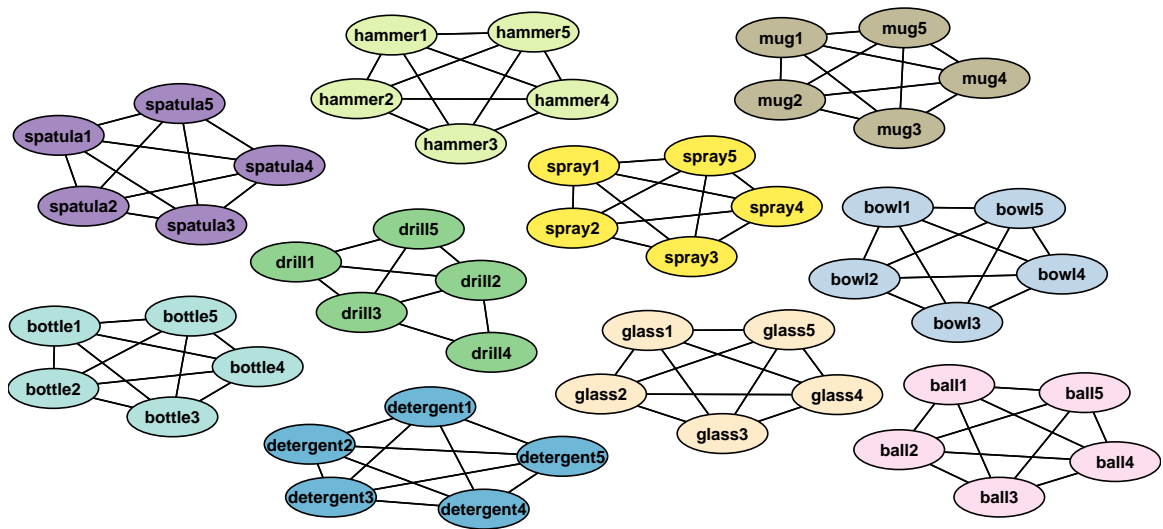 hammer1
hammer5
hammer2
hammer4
hammer3
mug1
mug5
mug4
mug2
mug3
spatula5
spatula1
spatula4
spatula2
spatula3
spray1
spray5
spray4
spray2
spray3
drill5
drill1
drill2
drill3
drill4
bowl1
bowl5
bowl2
bowl4
bowl3
bottle1
bottle5
bottle4
bottle2
bottle3
glass1
glass5
glass2
glass4
glass3
detergent1
detergent2
detergent5
detergent3
detergent4
ball1
ball5
ball2
ball4
ball3